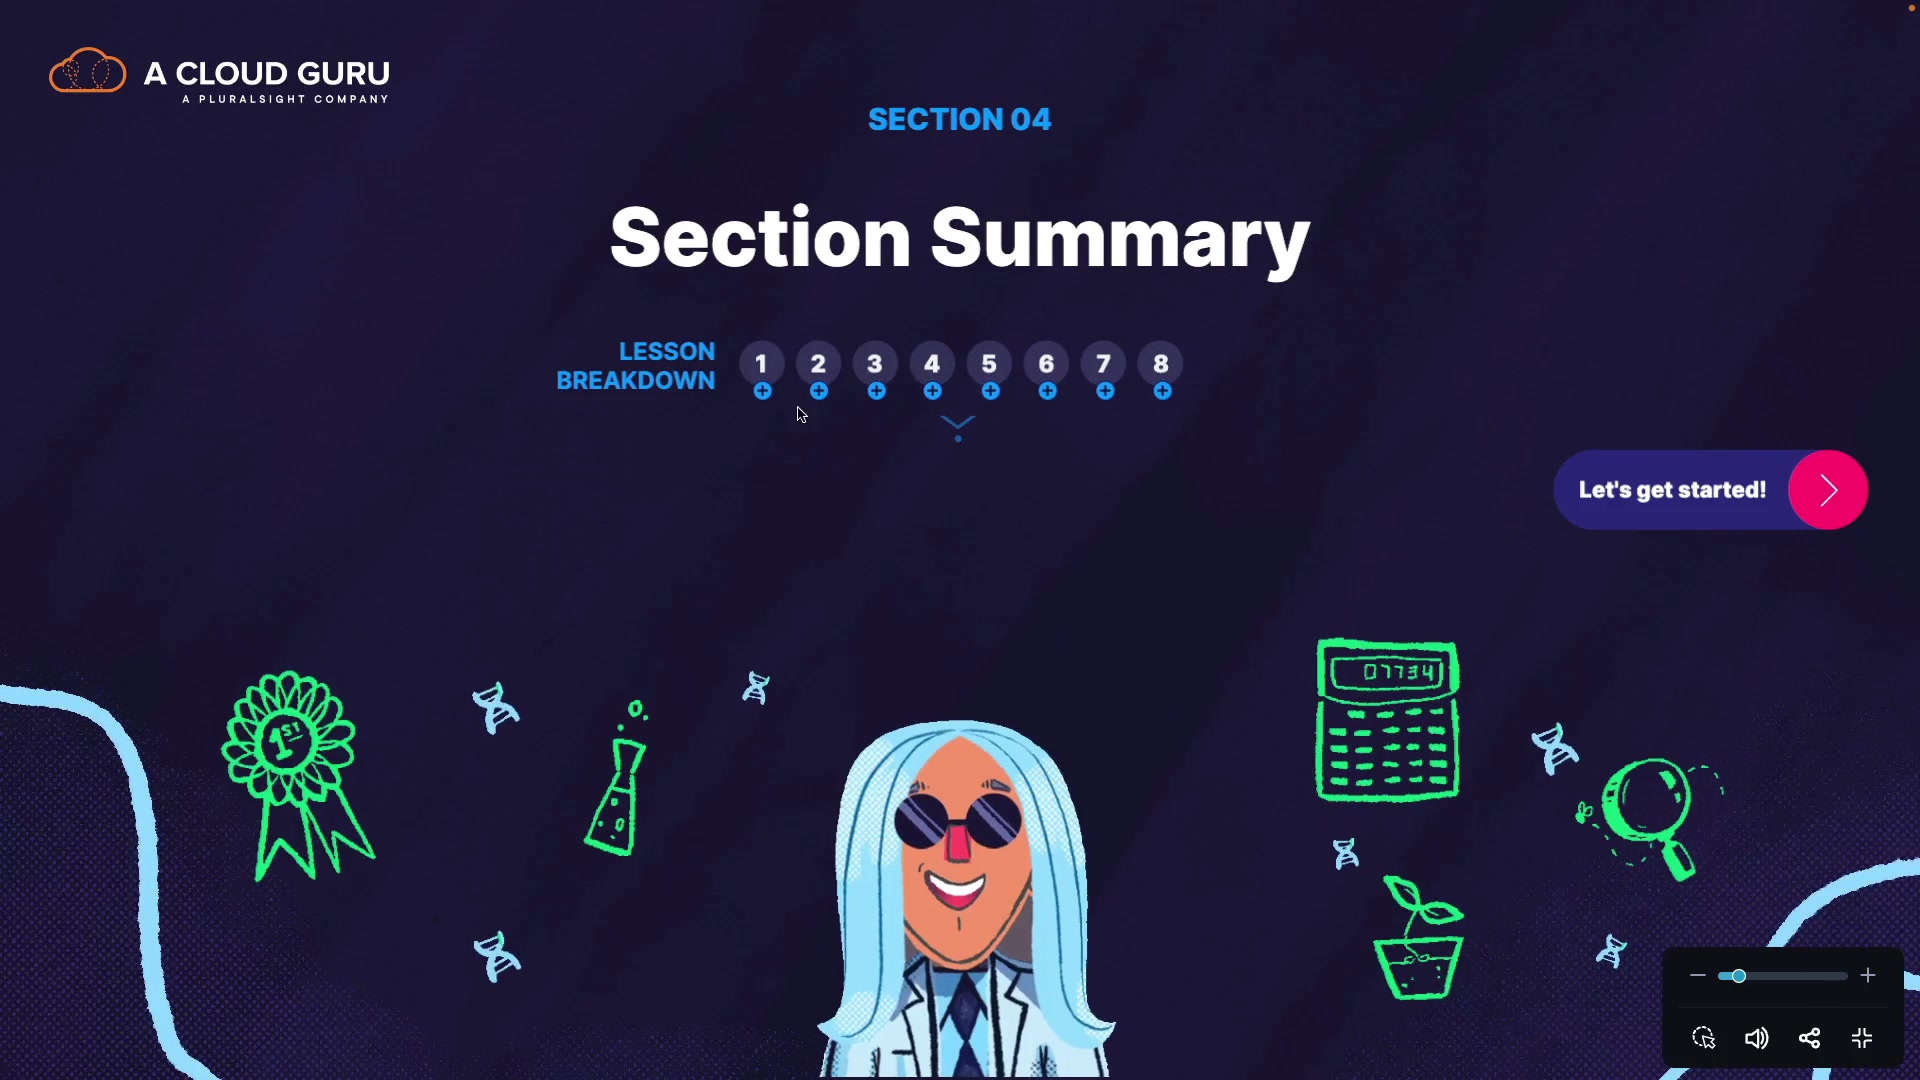 A CLOUD GURU
A PLURALSIGHT COMPANY
SECTION 04
Section Summary
LESSON
BREAKDOWN
1 2 3 4 5 6 7 8
Let's get started!
07734
1ST